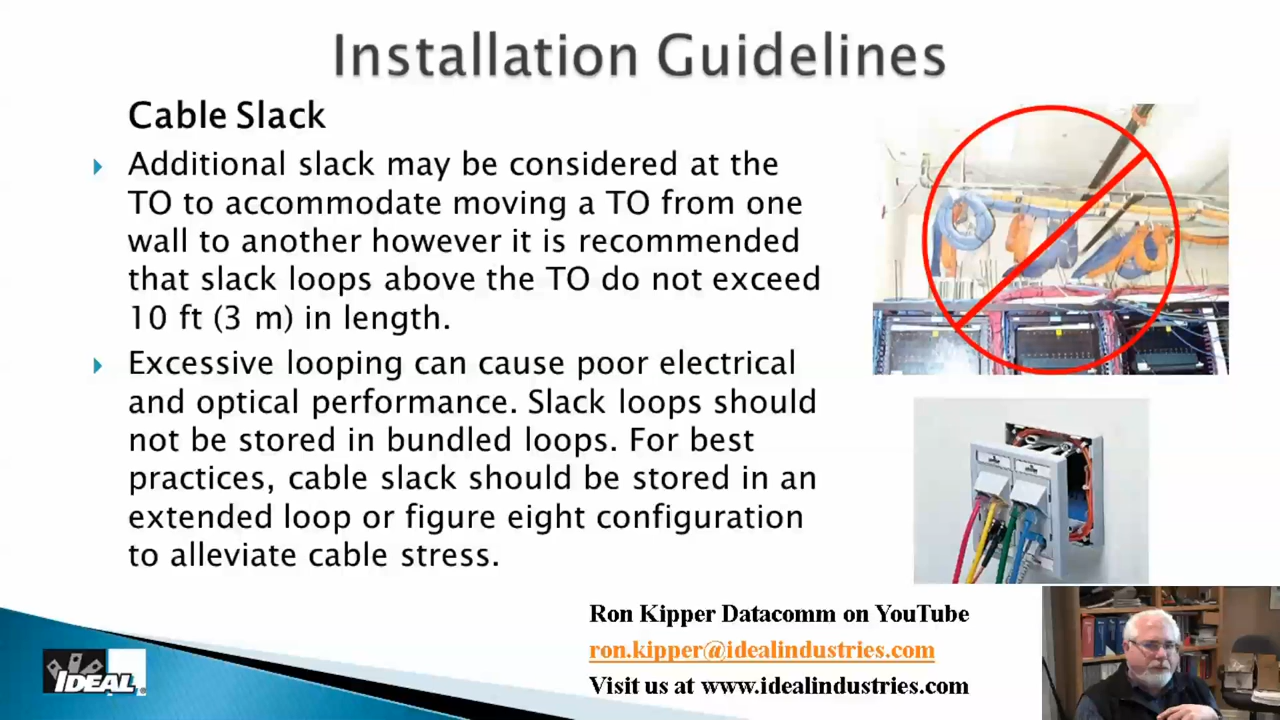 Installation Guidelines
Cable Slack
Additional slack may be considered at the
TO to accommodate moving a TO from one
wall to another however it is recommended
that slack loops above the TO do not exceed
10 ft (3 m) in length.
Excessive looping can cause poor electrical
and optical performance. Slack loops should
not be stored in bundled loops. For best
practices, cable slack should be stored in an
extended loop or figure eight configuration
to alleviate cable stress.
Ron Kipper Datacomm on YouTube
ron.kipper@idealindustries.com
Visit us at www.idealindustries.com
IDEAL